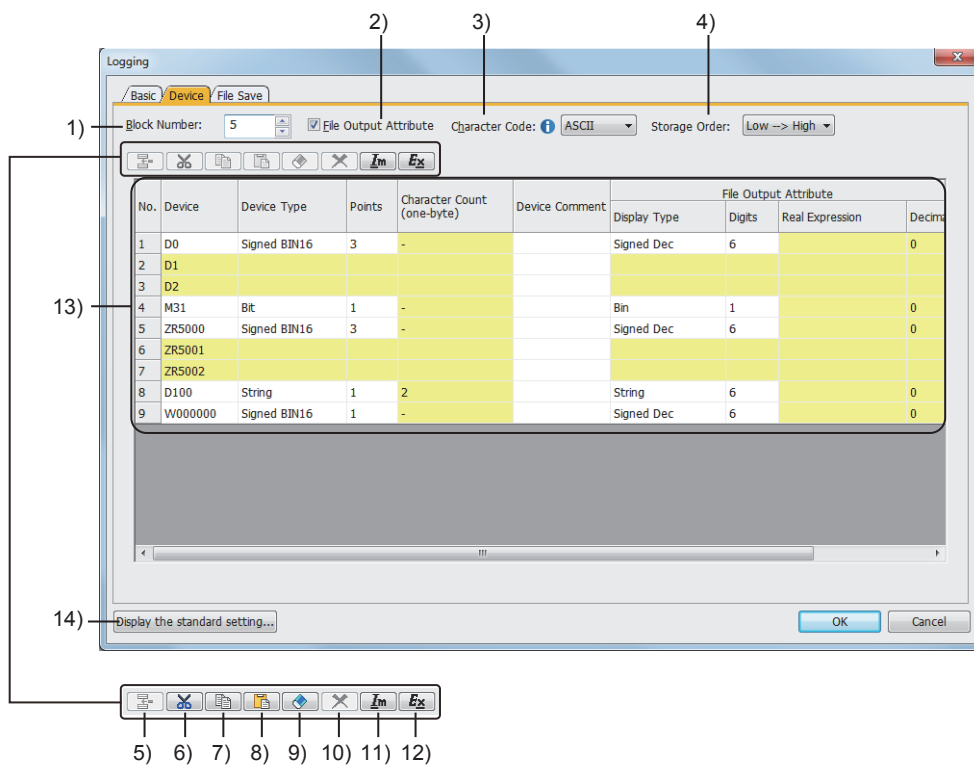 2) 3) 4)
Logging x
Basic Device File Save
1) Block Number: 5 File Output Attribute Character Code: i ASCII Storage Order: Low --> High
Im Ex
No. Device Device Type Points Character Count (one-byte) Device Comment File Output Attribute
Display Type Digits Real Expression Decima
1 D0 Signed BIN16 3 - Signed Dec 6 0
2 D1
3 D2
13) 4 M31 Bit 1 - Bin 1 0
5 ZR5000 Signed BIN16 3 - Signed Dec 6 0
6 ZR5001
7 ZR5002
8 D100 String 1 2 String 6 0
9 W000000 Signed BIN16 1 - Signed Dec 6 0
14) Display the standard setting... OK Cancel
Im Ex
5) 6) 7) 8) 9) 10) 11) 12)